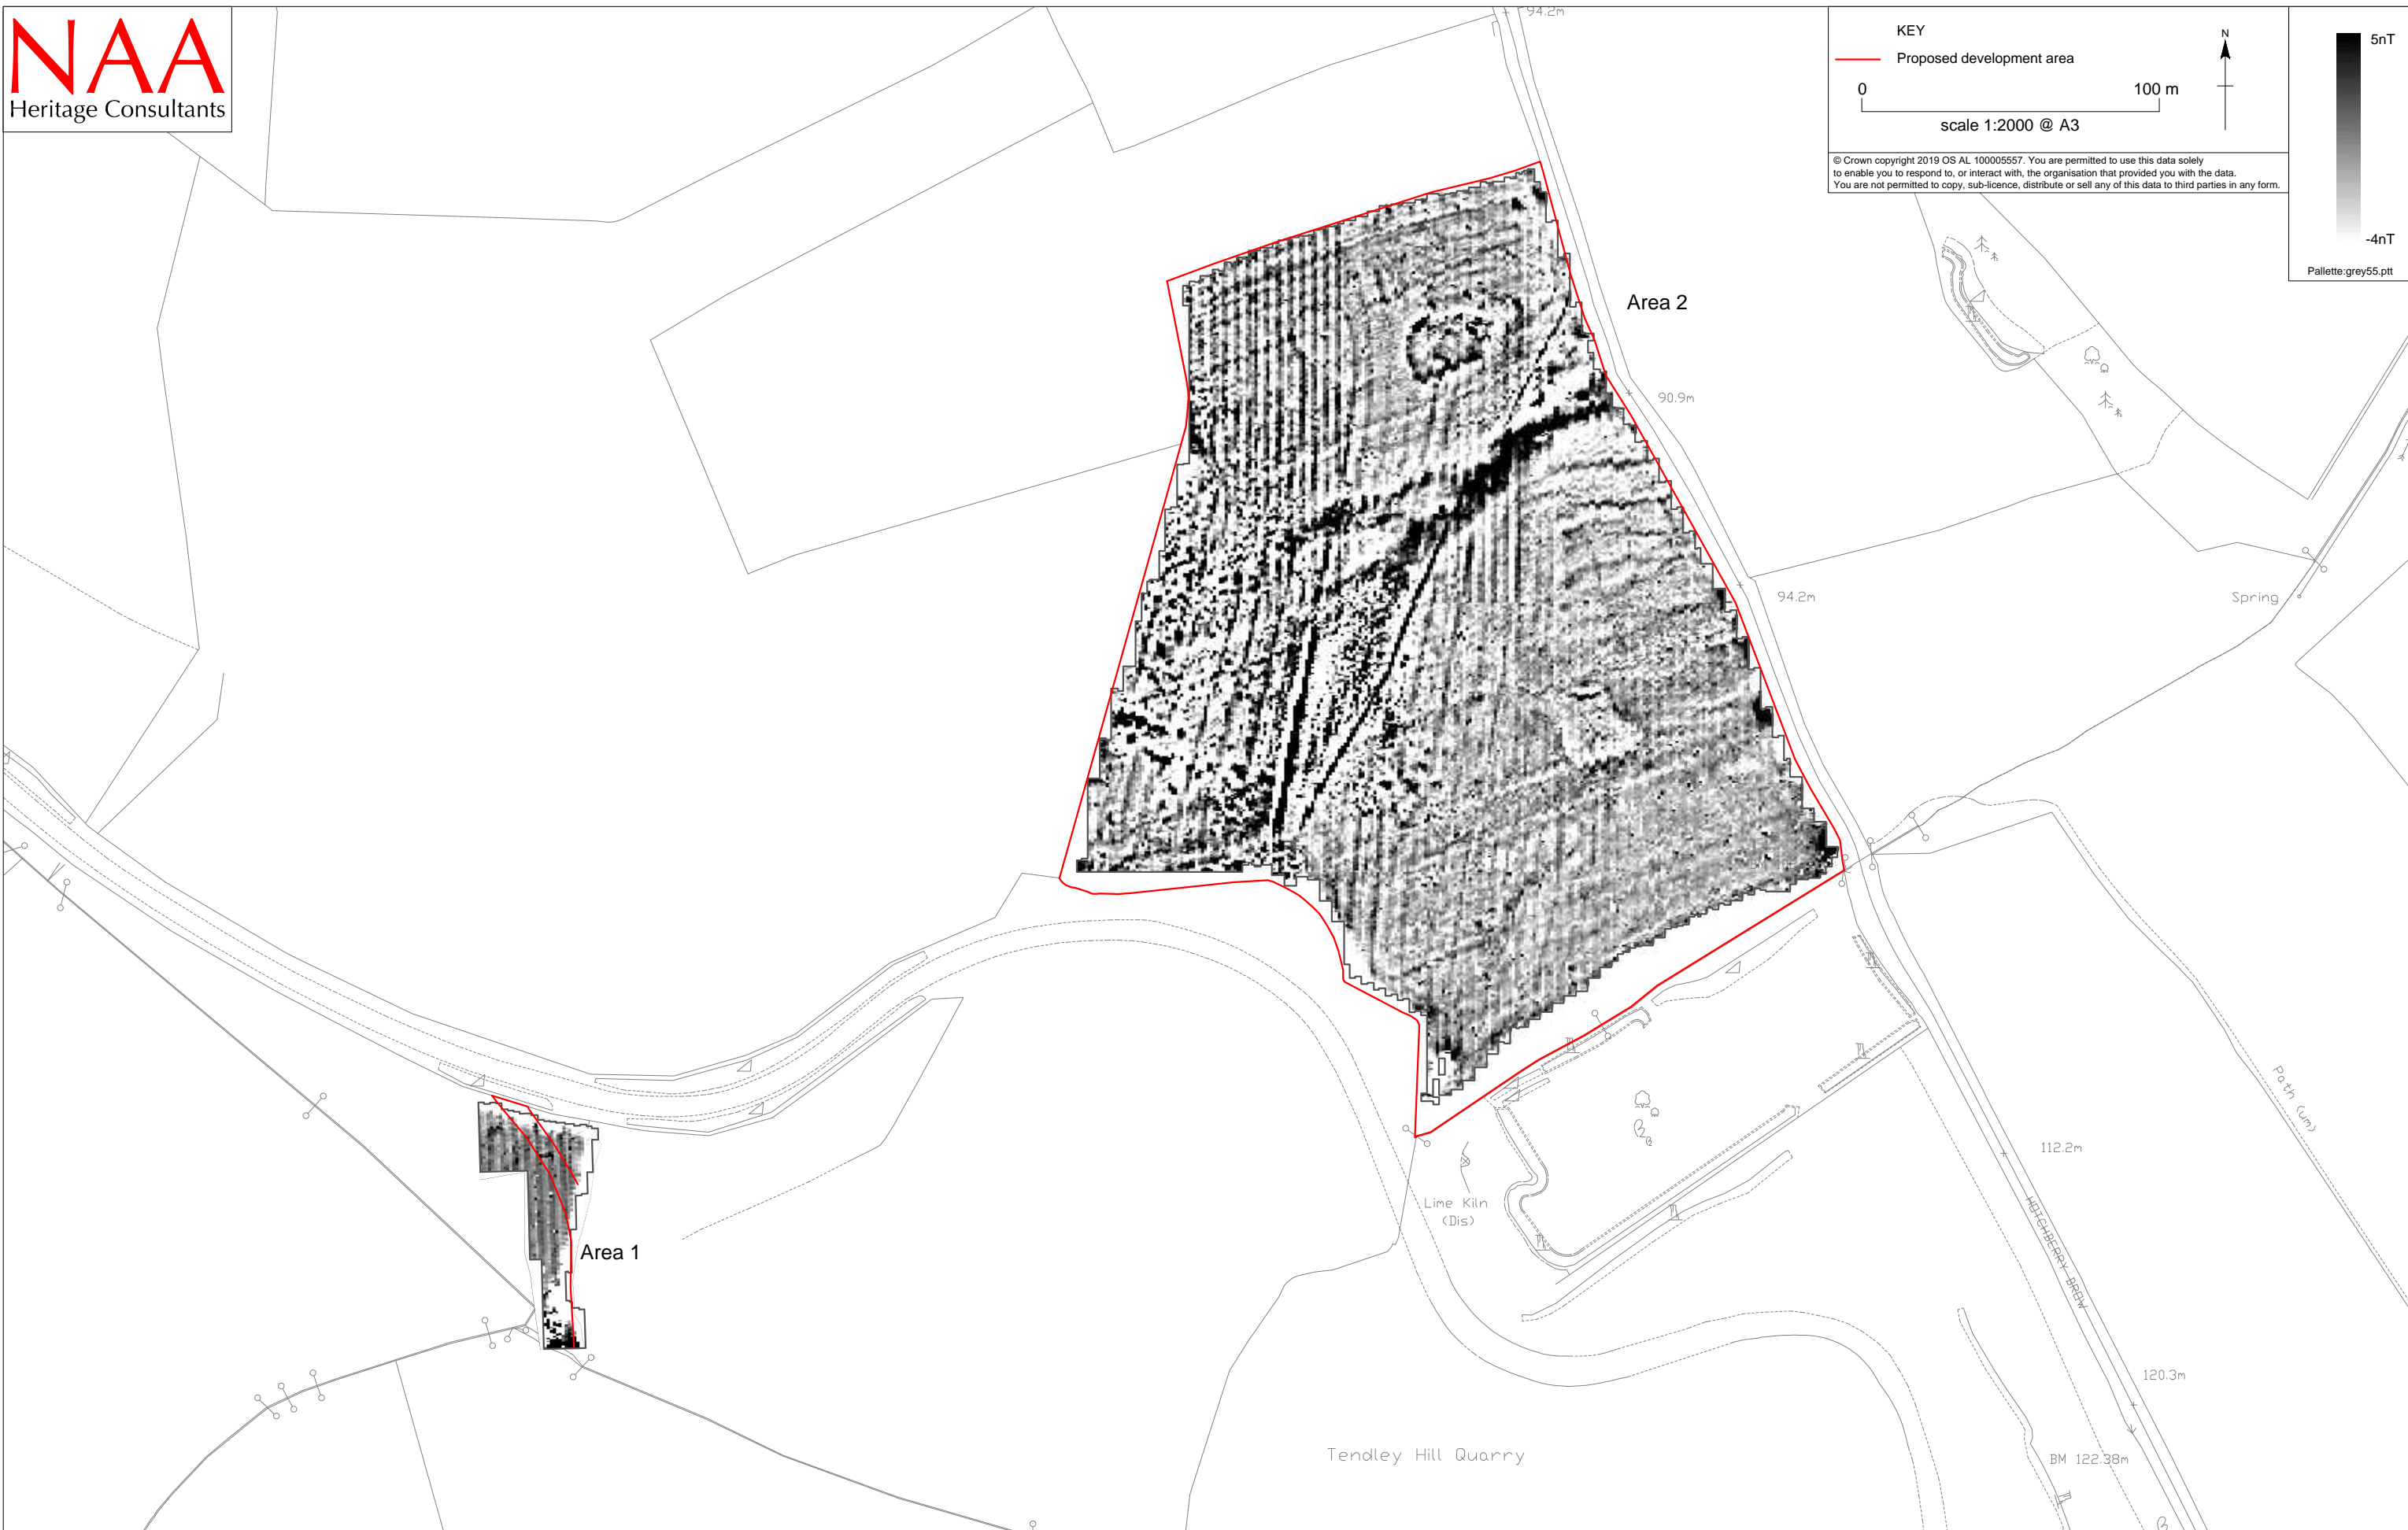 NAA
Heritage Consultants
94.2m
KEY
Proposed development area
0 100 m
scale 1:2000 @ A3
N
© Crown copyright 2019 OS AL 100005557. You are permitted to use this data solely
to enable you to respond to, or interact with, the organisation that provided you with the data.
You are not permitted to copy, sub-licence, distribute or sell any of this data to third parties in any form.
5nT
-4nT
Pallette:grey55.ptt
Area 2
90.9m
94.2m
Spring
Path (um)
112.2m
Lime Kiln
(Dis)
HOTCHBERRY BROW
Area 1
120.3m
Tendley Hill Quarry
BM 122.38m